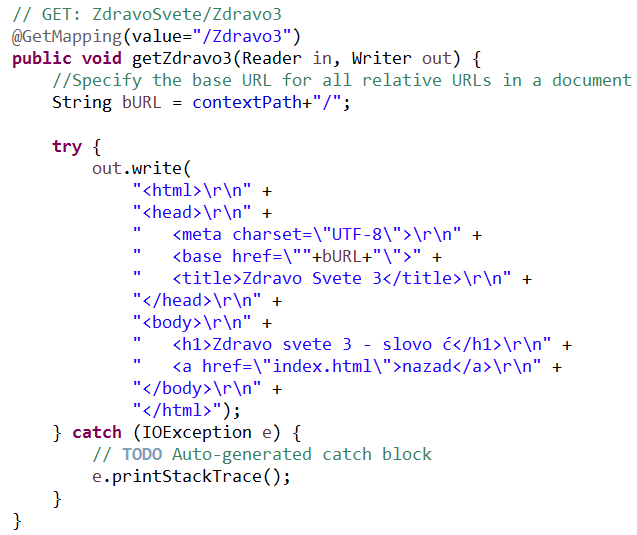 // GET: ZdravoSvete/Zdravo3
@GetMapping(value="/Zdravo3")
public void getZdravo3(Reader in, Writer out) {
    //Specify the base URL for all relative URLs in a document
    String bURL = contextPath+"/";

    try {
        out.write(
            "<html>\r\n" +
            "<head>\r\n" +
            "   <meta charset=\"UTF-8\">\r\n" +
            "   <base href=\""+bURL+"\">" +
            "   <title>Zdravo Svete 3</title>\r\n" +
            "</head>\r\n" +
            "<body>\r\n" +
            "   <h1>Zdravo svete 3 - slovo ć</h1>\r\n" +
            "   <a href=\"index.html\">nazad</a>\r\n" +
            "</body>\r\n" +
            "</html>");
    } catch (IOException e) {
        // TODO Auto-generated catch block
        e.printStackTrace();
    }
}